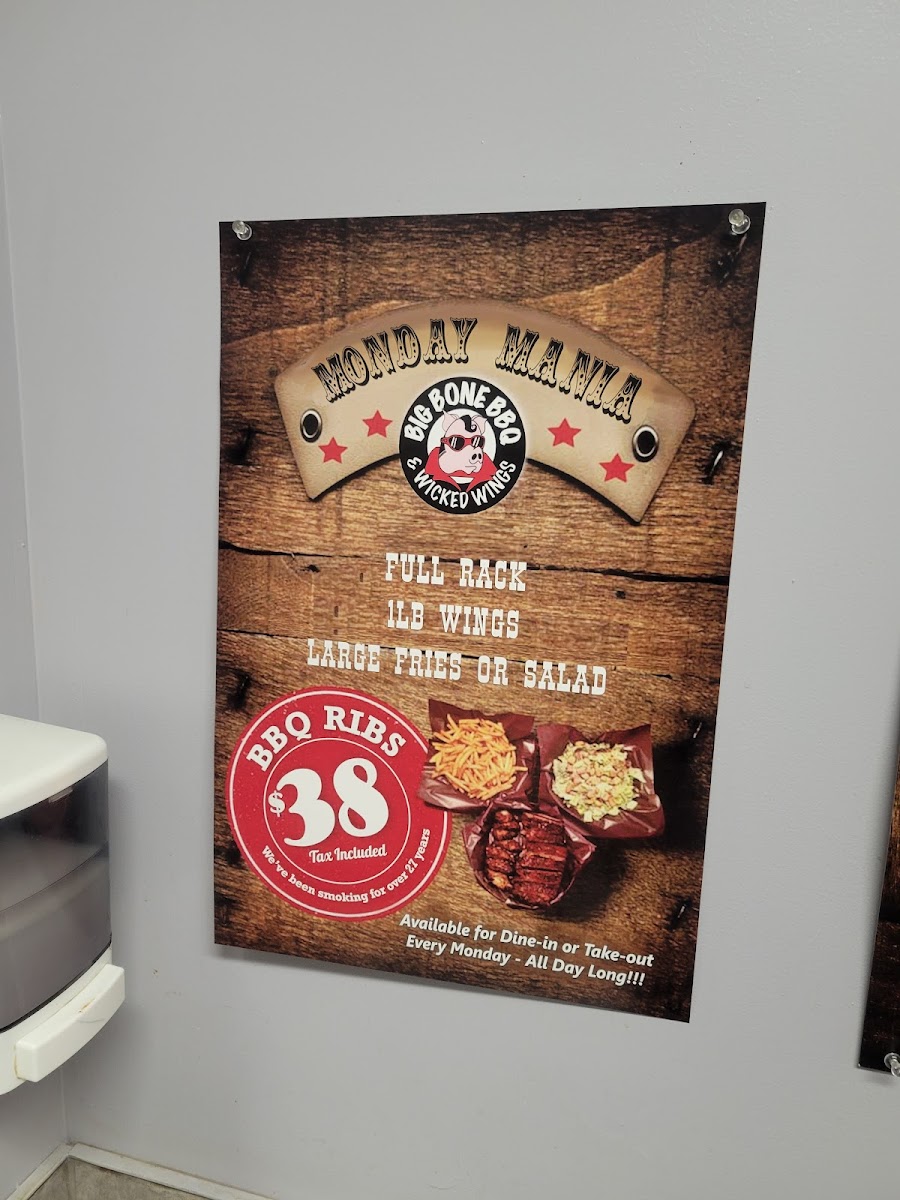 MONDAY MANIA
BIG BONE BBQ
& WICKED WINGS
FULL RACK
1LB WINGS
LARGE FRIES OR SALAD
BBQ RIBS
$38
Tax Included
We've been smoking for over 27 years
Available for Dine-in or Take-out
Every Monday - All Day Long!!!